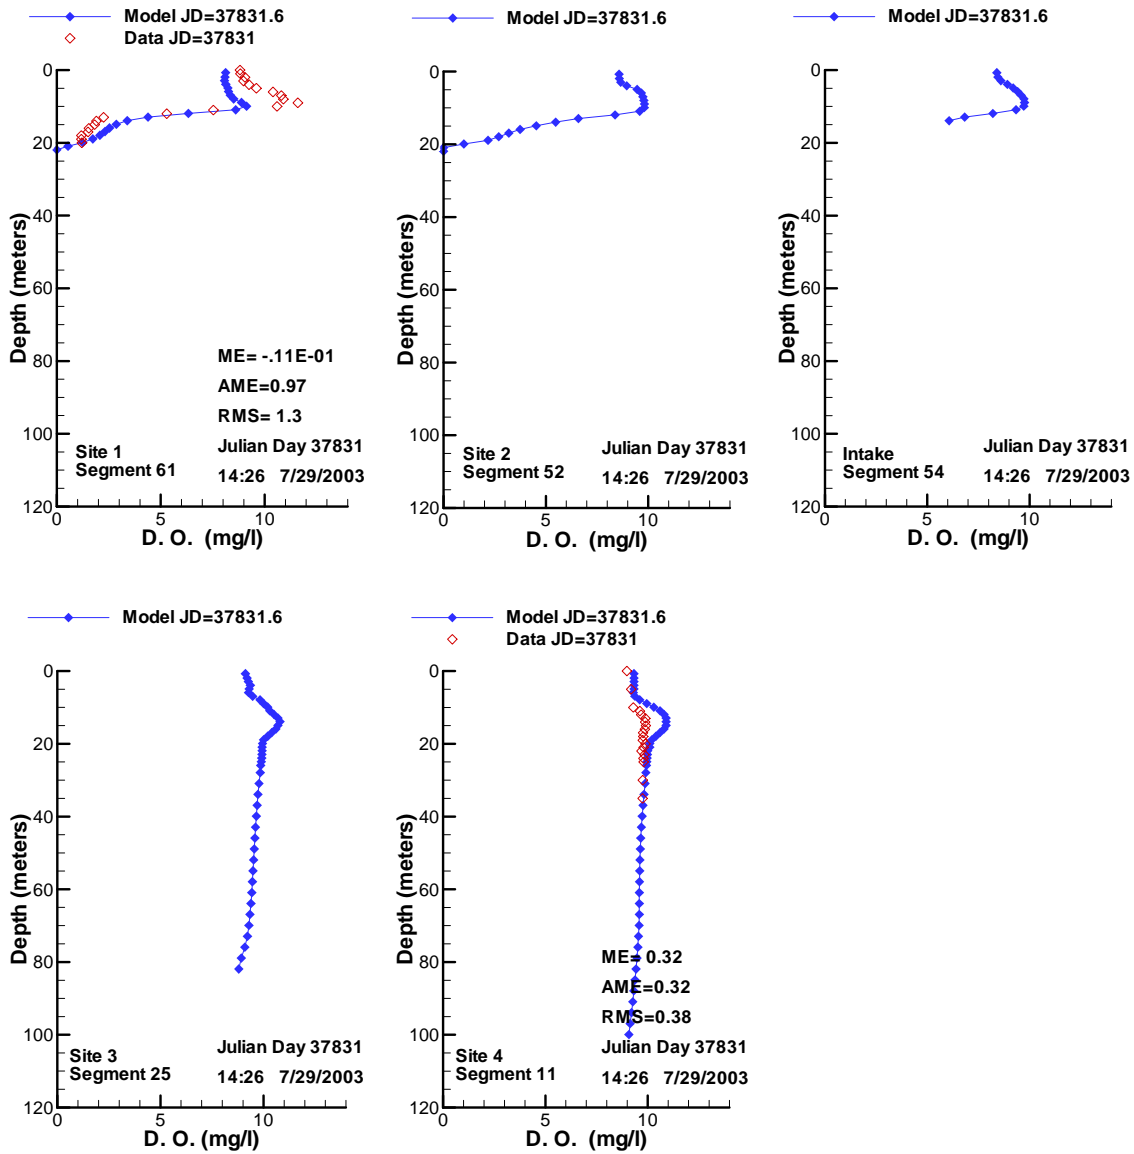 Model JD=37831.6
Data JD=37831
0
20
40
60
80
100
120
Depth (meters)
ME= -.11E-01
AME=0.97
RMS= 1.3
Site 1
Segment 61
Julian Day 37831
14:26 7/29/2003
0 5 10
D. O. (mg/l)
Model JD=37831.6
0
20
40
60
80
100
120
Depth (meters)
Site 2
Segment 52
Julian Day 37831
14:26 7/29/2003
0 5 10
D. O. (mg/l)
Model JD=37831.6
0
20
40
60
80
100
120
Depth (meters)
Intake
Segment 54
Julian Day 37831
14:26 7/29/2003
0 5 10
D. O. (mg/l)
Model JD=37831.6
0
20
40
60
80
100
120
Depth (meters)
Site 3
Segment 25
Julian Day 37831
14:26 7/29/2003
0 5 10
D. O. (mg/l)
Model JD=37831.6
Data JD=37831
0
20
40
60
80
100
120
Depth (meters)
ME= 0.32
AME=0.32
RMS=0.38
Site 4
Segment 11
Julian Day 37831
14:26 7/29/2003
0 5 10
D. O. (mg/l)